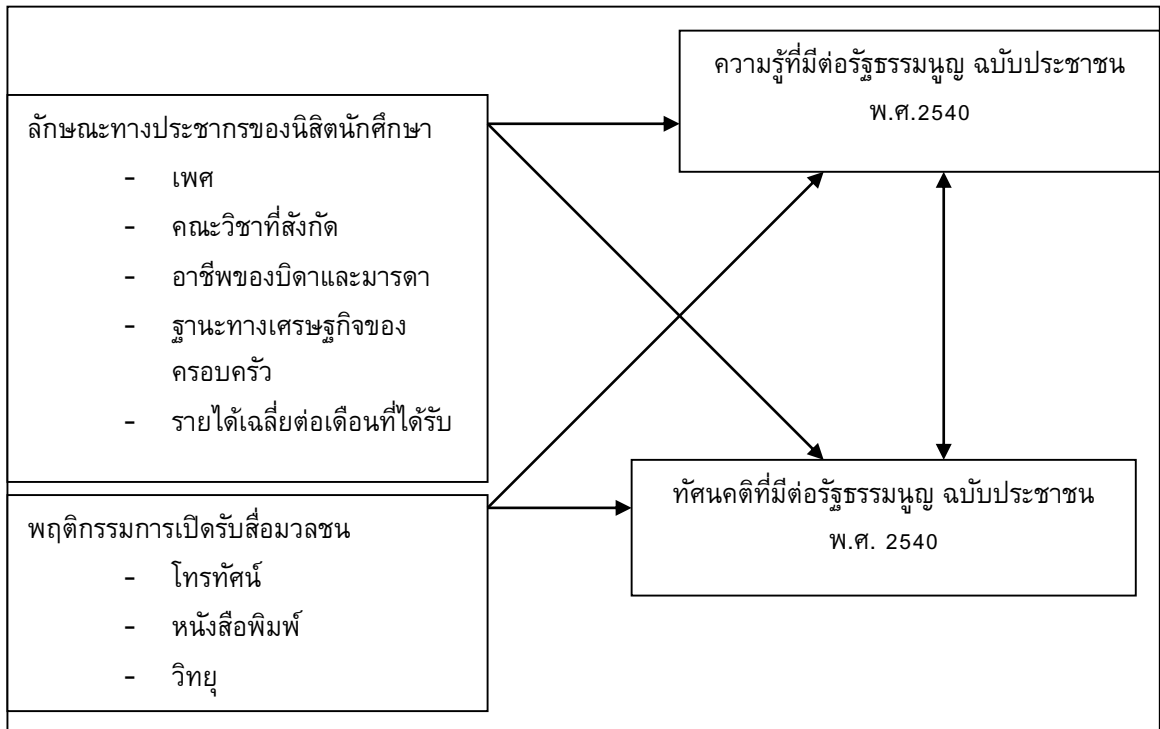 ความรู้ที่มีต่อรัฐธรรมนูญ ฉบับประชาชน
พ.ศ.2540
ลักษณะทางประชากรของนิสิตนักศึกษา
- เพศ
- คณะวิชาที่สังกัด
- อาชีพของบิดาและมารดา
- ฐานะทางเศรษฐกิจของ
ครอบครัว
- รายได้เฉลี่ยต่อเดือนที่ได้รับ
ทัศนคติที่มีต่อรัฐธรรมนูญ ฉบับประชาชน
พ.ศ. 2540
พฤติกรรมการเปิดรับสื่อมวลชน
- โทรทัศน์
- หนังสือพิมพ์
- วิทยุ